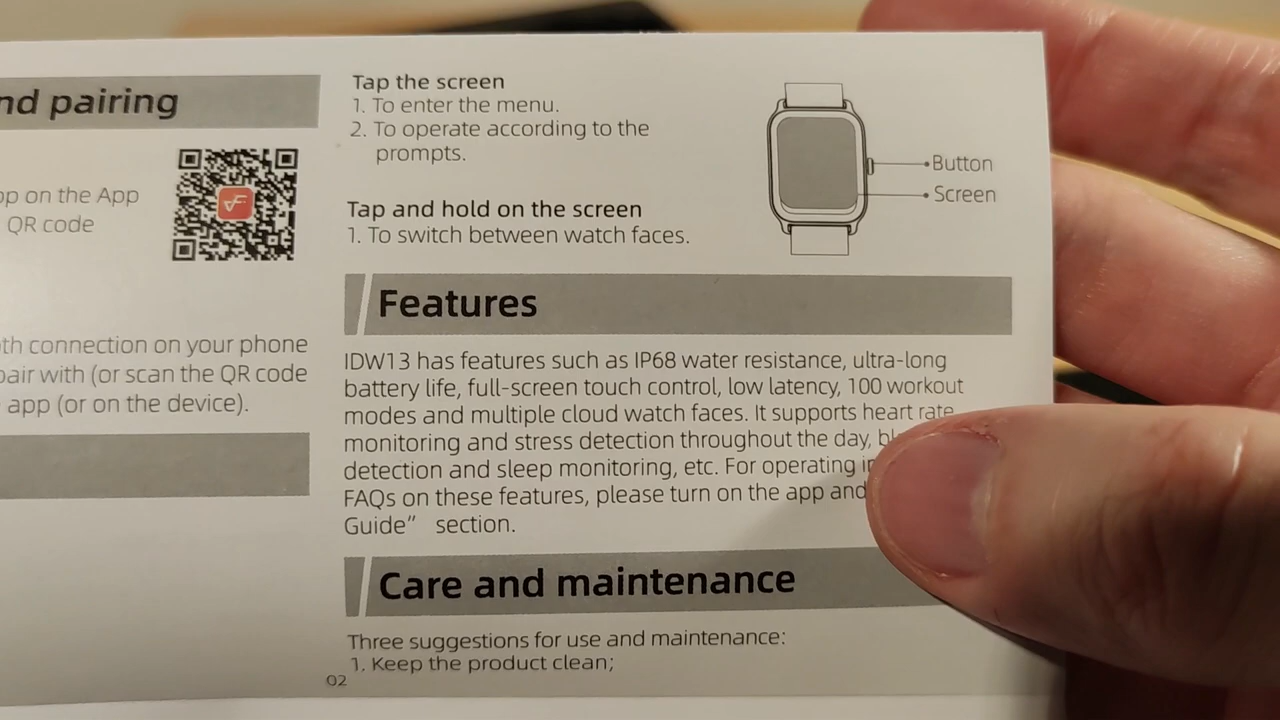 nd pairing
on the App
QR code
connection on your phone
pair with (or scan the QR code
app (or on the device).
Tap the screen
1. To enter the menu.
2. To operate according to the
prompts.
Tap and hold on the screen
1. To switch between watch faces.
Button
Screen
Features
IDW13 has features such as IP68 water resistance, ultra-long
battery life, full-screen touch control, low latency, 100 workout
modes and multiple cloud watch faces. It supports heart rate
monitoring and stress detection throughout the day,
detection and sleep monitoring, etc. For operating
FAQs on these features, please turn on the app and
Guide” section.
Care and maintenance
Three suggestions for use and maintenance:
1. Keep the product clean;
02